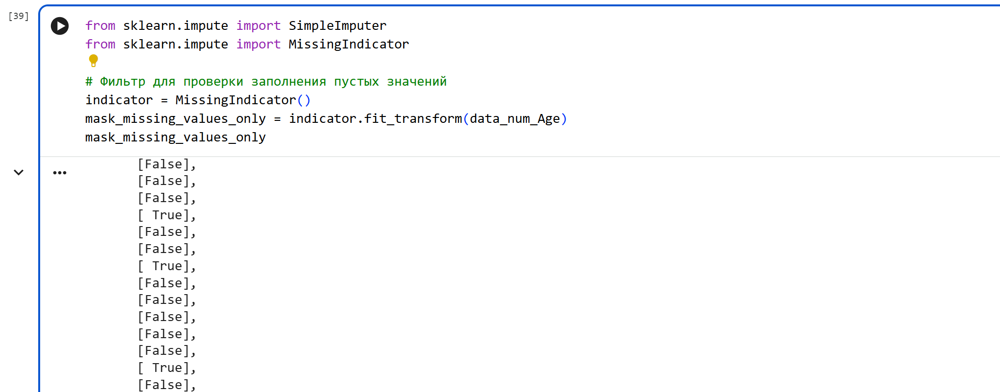 [39]
from sklearn.impute import SimpleImputer
from sklearn.impute import MissingIndicator
# Фильтр для проверки заполнения пустых значений
indicator = MissingIndicator()
mask_missing_values_only = indicator.fit_transform(data_num_Age)
mask_missing_values_only
[False],
[False],
[False],
[ True],
[False],
[False],
[ True],
[False],
[False],
[False],
[False],
[False],
[ True],
[False],